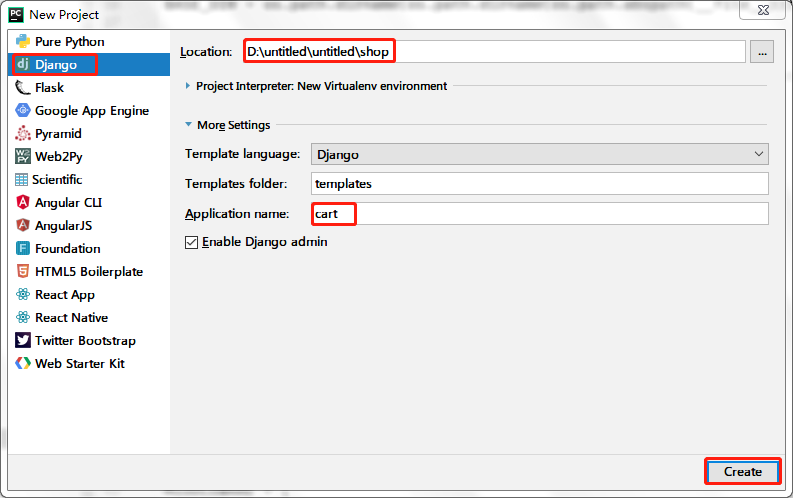 New Project
Pure Python
Django
Flask
Google App Engine
Pyramid
Web2Py
Scientific
Angular CLI
AngularJS
Foundation
HTML5 Boilerplate
React App
React Native
Twitter Bootstrap
Web Starter Kit
Location: D:\untitled\untitled\shop ...
Project Interpreter: New Virtualenv environment
More Settings
Template language: Django
Templates folder: templates
Application name: cart
Enable Django admin
Create